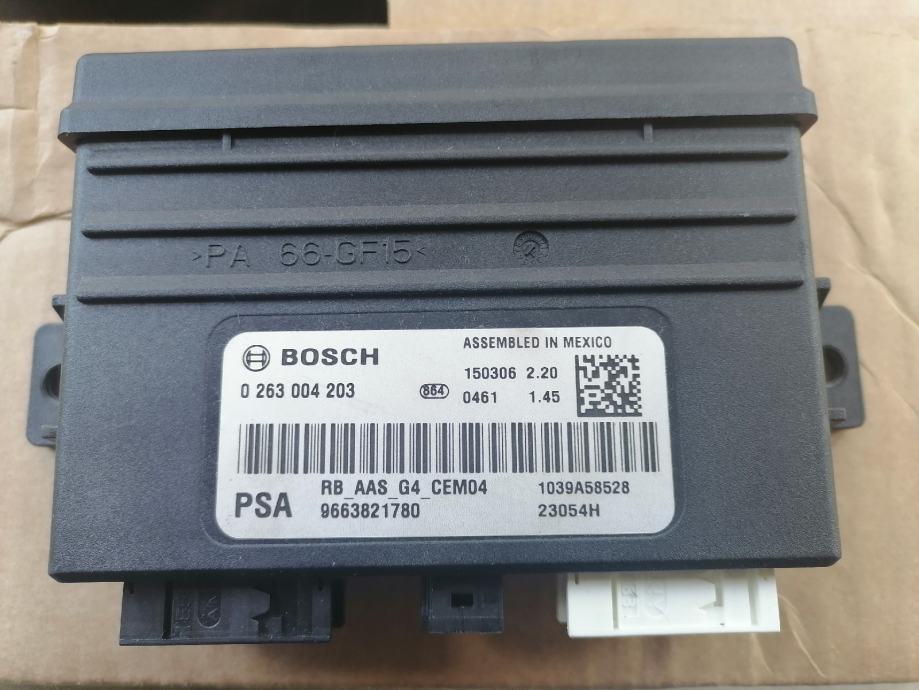 >PA 66-GF15<
BOSCH
ASSEMBLED IN MEXICO
0 263 004 203
864
150306 2.20
0461 1.45
PSA
RB_AAS_G4_CEM04
9663821780
1039A58528
23054H